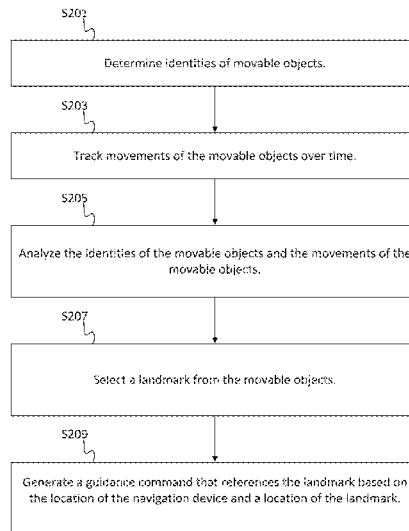 S202
Determine identities of movable objects.
S203
Track movements of the movable objects over time.
S205
Analyze the identities of the movable objects and the movements of the
movable objects.
S207
Select a landmark from the movable objects.
S209
Generate a guidance command that references the landmark based on
the location of the navigation device and a location of the landmark.